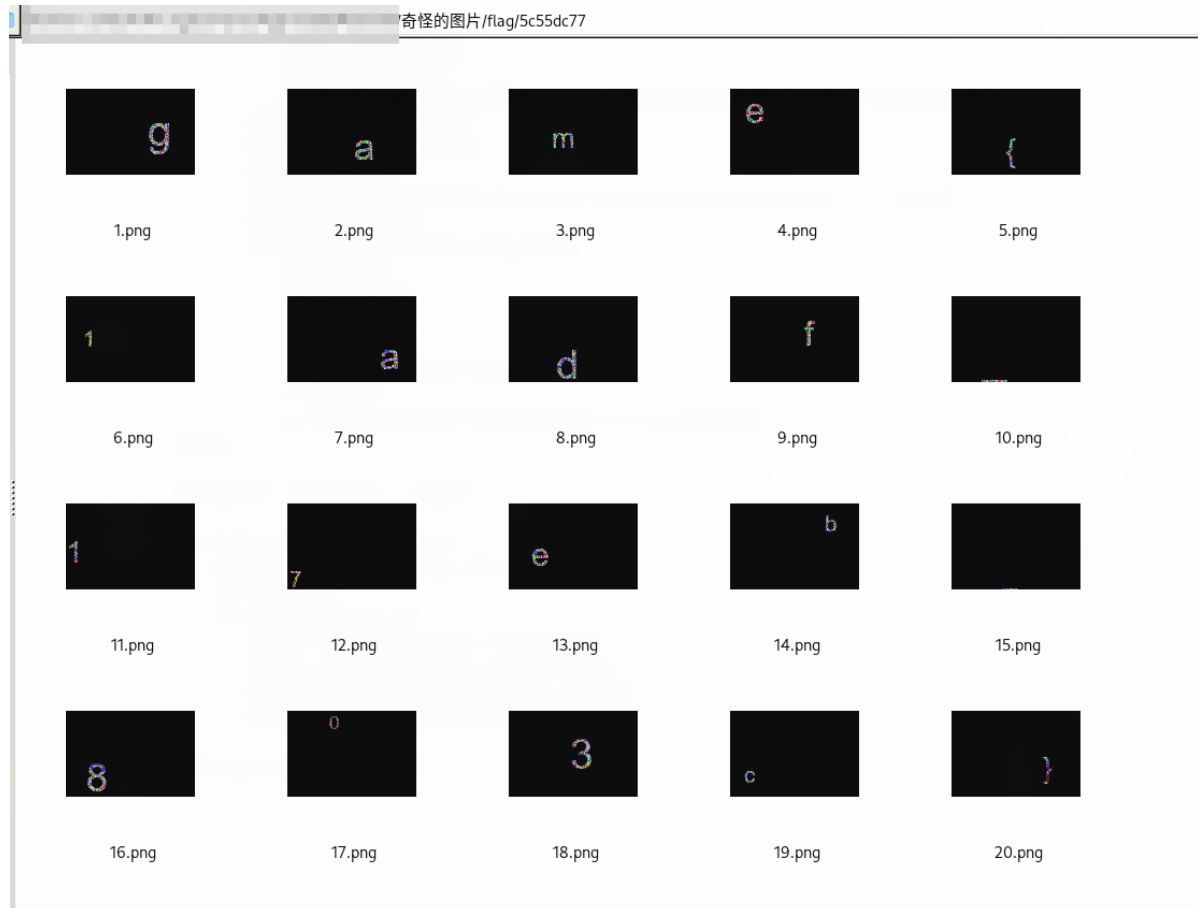 奇怪的图片/flag/5c55dc77
g a m e {
1.png 2.png 3.png 4.png 5.png
1 a d f _
6.png 7.png 8.png 9.png 10.png
1 7 e b _
11.png 12.png 13.png 14.png 15.png
8 0 3 c }
16.png 17.png 18.png 19.png 20.png